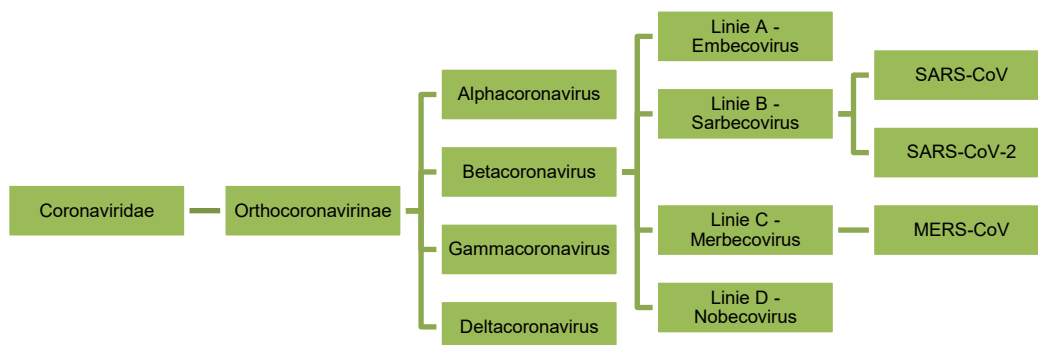 Coronaviridae
Orthocoronavirinae
Alphacoronavirus
Betacoronavirus
Gammacoronavirus
Deltacoronavirus
Linie A -
Embecovirus
Linie B -
Sarbecovirus
Linie C -
Merbecovirus
Linie D -
Nobecovirus
SARS-CoV
SARS-CoV-2
MERS-CoV